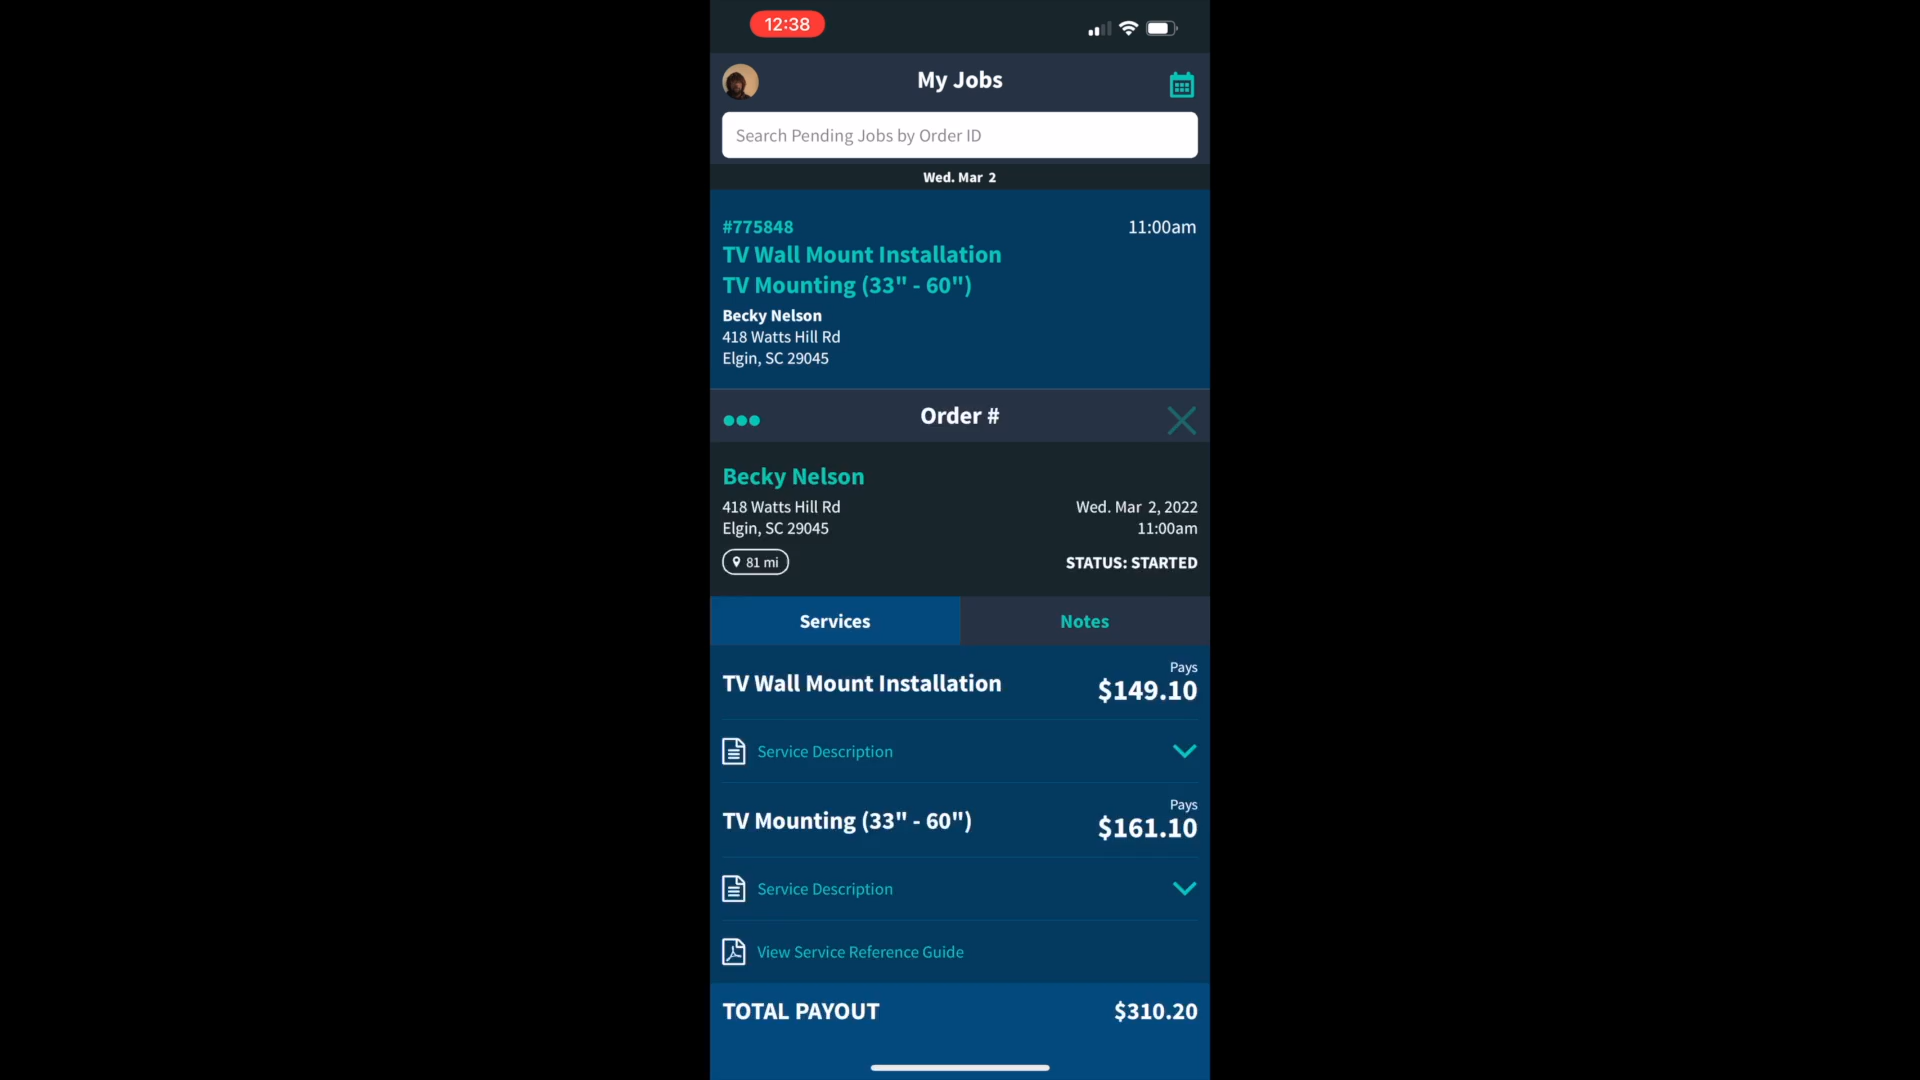 12:38
My Jobs
Search Pending Jobs by Order ID
Wed. Mar 2
#775848
11:00am
TV Wall Mount Installation
TV Mounting (33" - 60")
Becky Nelson
418 Watts Hill Rd
Elgin, SC 29045
Order #
Becky Nelson
418 Watts Hill Rd
Wed. Mar 2, 2022
Elgin, SC 29045
11:00am
81 mi
STATUS: STARTED
Services
Notes
Pays
TV Wall Mount Installation
$149.10
Service Description
Pays
TV Mounting (33" - 60")
$161.10
Service Description
View Service Reference Guide
TOTAL PAYOUT
$310.20